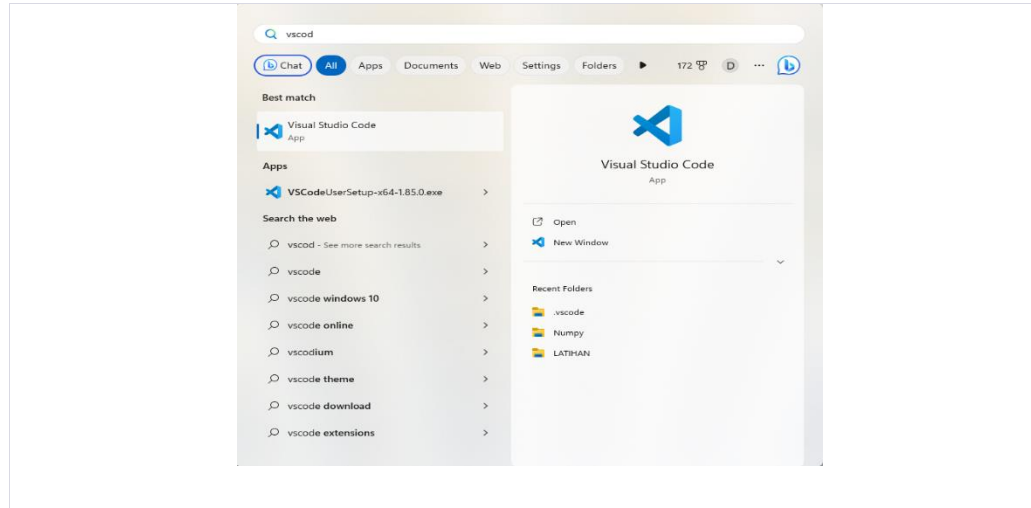 vscod
Chat All Apps Documents Web Settings Folders 172 D ...
Best match
Visual Studio Code
App
Apps
VSCodeUserSetup-x64-1.85.0.exe
Search the web
vscod - See more search results
vscode
vscode windows 10
vscode online
vscodium
vscode theme
vscode download
vscode extensions
Visual Studio Code
App
Open
New Window
Recent Folders
.vscode
Numpy
LATIHAN